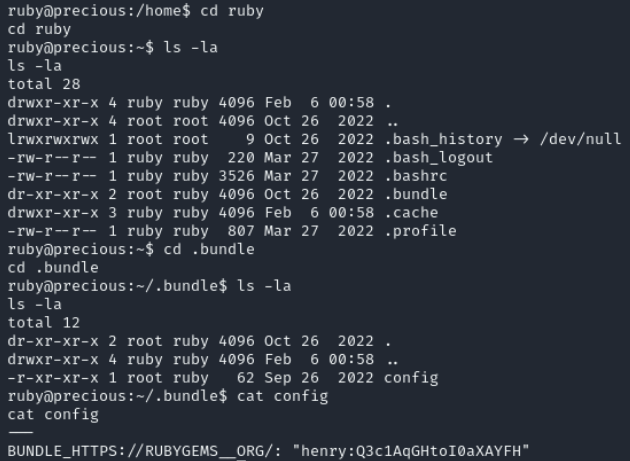 ruby@precious:/home$ cd ruby
cd ruby
ruby@precious:~$ ls -la
ls -la
total 28
drwxr-xr-x 4 ruby ruby 4096 Feb  6 00:58 .
drwxr-xr-x 4 root root 4096 Oct 26  2022 ..
lrwxrwxrwx 1 root root    9 Oct 26  2022 .bash_history → /dev/null
-rw-r--r-- 1 ruby ruby  220 Mar 27  2022 .bash_logout
-rw-r--r-- 1 ruby ruby 3526 Mar 27  2022 .bashrc
dr-xr-xr-x 2 root ruby 4096 Oct 26  2022 .bundle
drwxr-xr-x 3 ruby ruby 4096 Feb  6 00:58 .cache
-rw-r--r-- 1 ruby ruby  807 Mar 27  2022 .profile
ruby@precious:~$ cd .bundle
cd .bundle
ruby@precious:~/.bundle$ ls -la
ls -la
total 12
dr-xr-xr-x 2 root ruby 4096 Oct 26  2022 .
drwxr-xr-x 4 ruby ruby 4096 Feb  6 00:58 ..
-r-xr-xr-x 1 root ruby   62 Sep 26  2022 config
ruby@precious:~/.bundle$ cat config
cat config
---
BUNDLE_HTTPS://RUBYGEMS__ORG/: "henry:Q3c1AqGHtoI0aXAYFH"